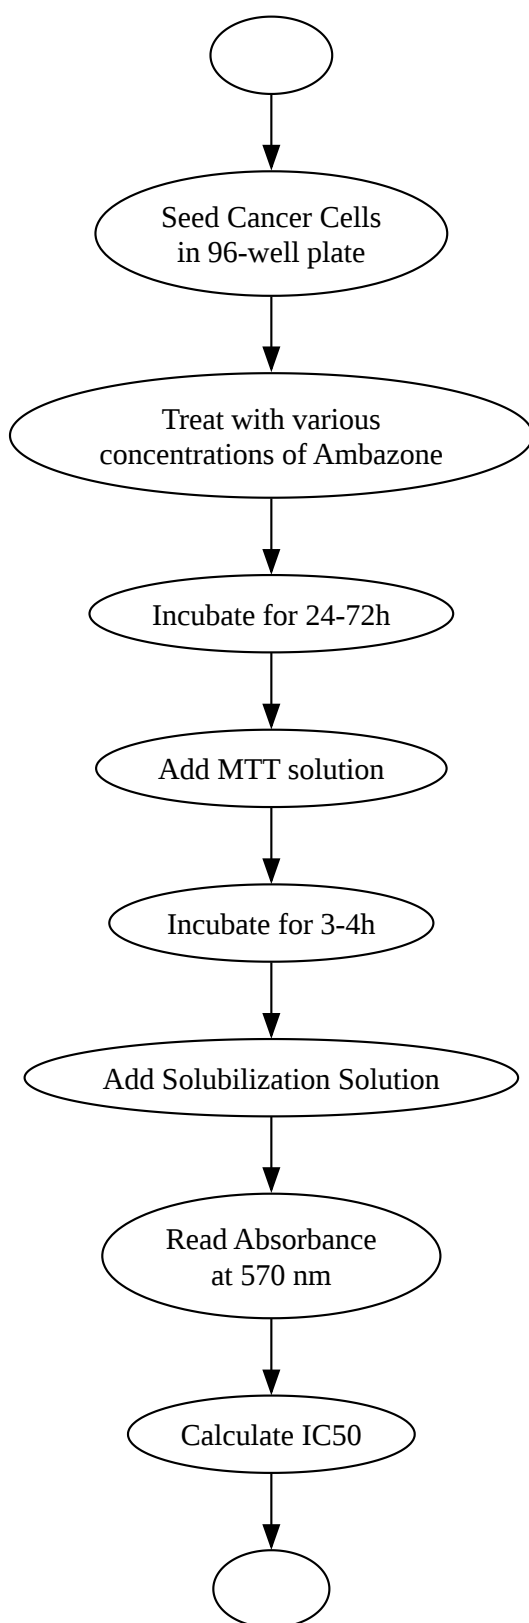 Seed Cancer Cells
in 96-well plate
Treat with various
concentrations of Ambazone
Incubate for 24-72h
Add MTT solution
Incubate for 3-4h
Add Solubilization Solution
Read Absorbance
at 570 nm
Calculate IC50